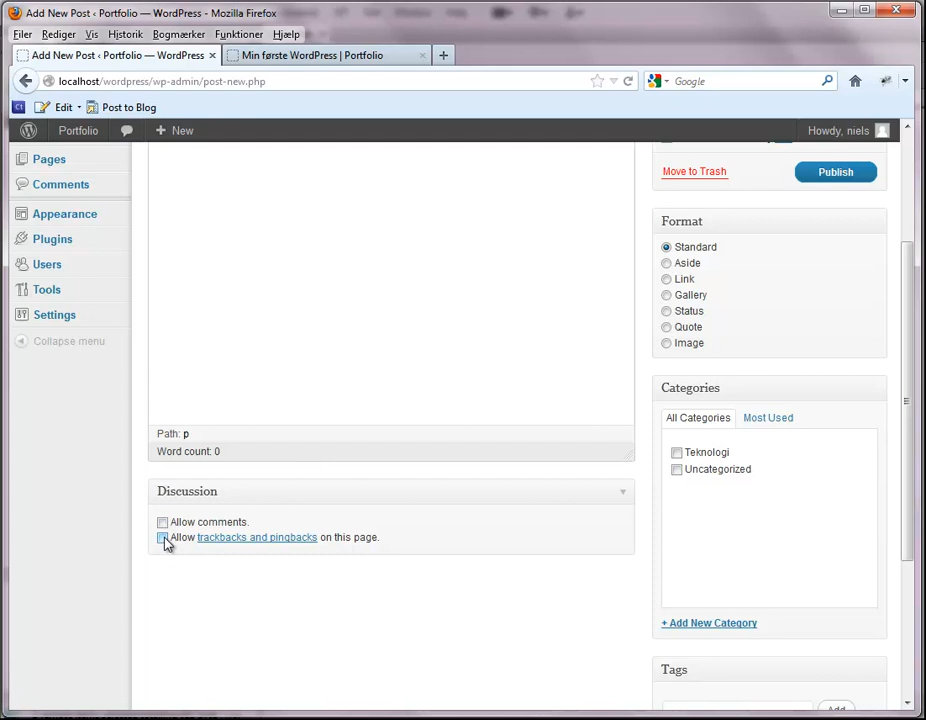 Add New Post ‹ Portfolio — WordPress - Mozilla Firefox
Filer Rediger Vis Historik Bogmærker Funktioner Hjælp
Add New Post ‹ Portfolio — WordPress × Min første WordPress | Portfolio × +
localhost/wordpress/wp-admin/post-new.php Google
Ct Edit Post to Blog
Portfolio + New Howdy, niels
Pages
Comments
Appearance
Plugins
Users
Tools
Settings
Collapse menu
Path: p
Word count: 0
Discussion
Allow comments.
Allow trackbacks and pingbacks on this page.
Move to Trash Publish
Format
Standard
Aside
Link
Gallery
Status
Quote
Image
Categories
All Categories Most Used
Teknologi
Uncategorized
+ Add New Category
Tags
Add